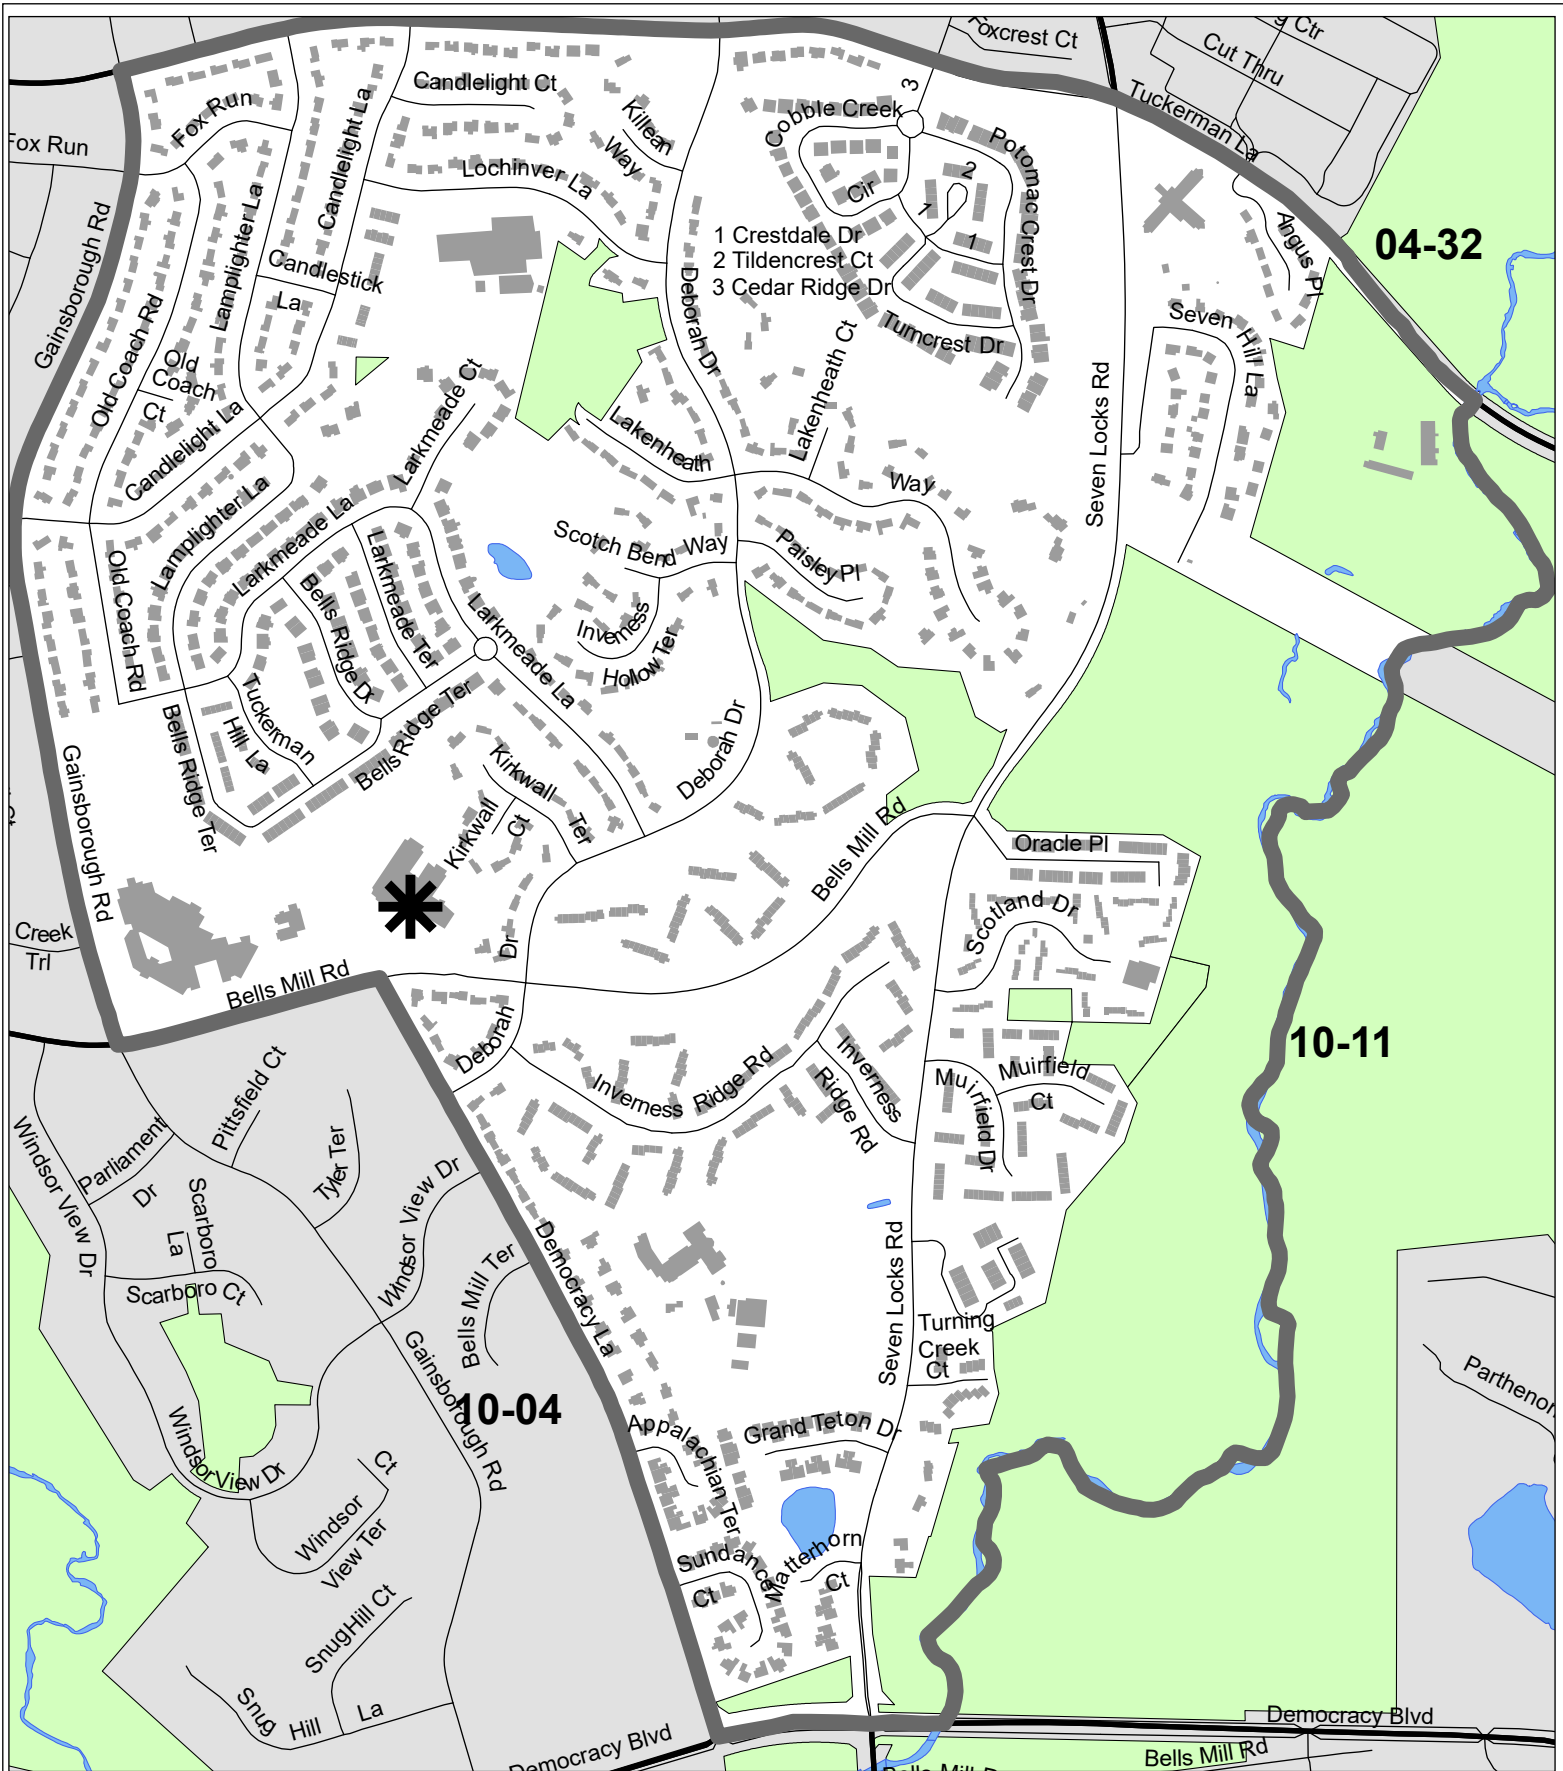 Foxcrest Ct
g Ctr
Cut Thru
Tuckerman La
Fox Run
Fox Run
Candlelight Ct
Candlelight La
Killean
Way
Lochinver La
Cobble Creek
Cir
3
2
1
1
Potomac Crest Dr
1 Crestdale Dr
2 Tildencrest Ct
3 Cedar Ridge Dr
Turncrest Dr
Angus Pl
04-32
Gainsborough Rd
Lamplighter La
Candlestick
La
Old Coach Rd
Old
Coach
Ct
Candlelight La
Deborah Dr
Seven
Hill La
Seven Locks Rd
Larkmeade Ct
Lakenheath Ct
Lakenheath
Way
Lamplighter La
Larkmeade La
Old Coach Rd
Bells Ridge Dr
Larkmeade Ter
Larkmeade La
Scotch Bend Way
Paisley Pl
Inverness
Hollow Ter
Tuckerman
Hill La
Bells Ridge Ter
Bells Ridge Ter
Deborah Dr
Gainsborough Rd
Kirkwall
Ter
Kirkwall
Ct
Bells Mill Rd
Oracle Pl
Scotland Dr
Creek
Trl
Dr
Bells Mill Rd
Deborah
Inverness
Ridge Rd
Inverness
Ridge Rd
Muirfield
Ct
Muirfield Dr
10-11
Pittsfield Ct
Parliament
Dr
Tyler Ter
Windsor View Dr
Scarboro
La
Scarboro Ct
Windsor View Dr
Bells Mill Ter
Democracy La
Seven Locks Rd
Turning
Creek
Ct
Gainsborough Rd
10-04
Windsor View Dr
Appalachian Ter
Grand Teton Dr
Parthenon
Ct
Windsor
View Ter
Sundance
Ct
Matterhorn
Ct
Snug Hill Ct
Snug
Hill
La
Democracy Blvd
Democracy Blvd
Bells Mill Rd